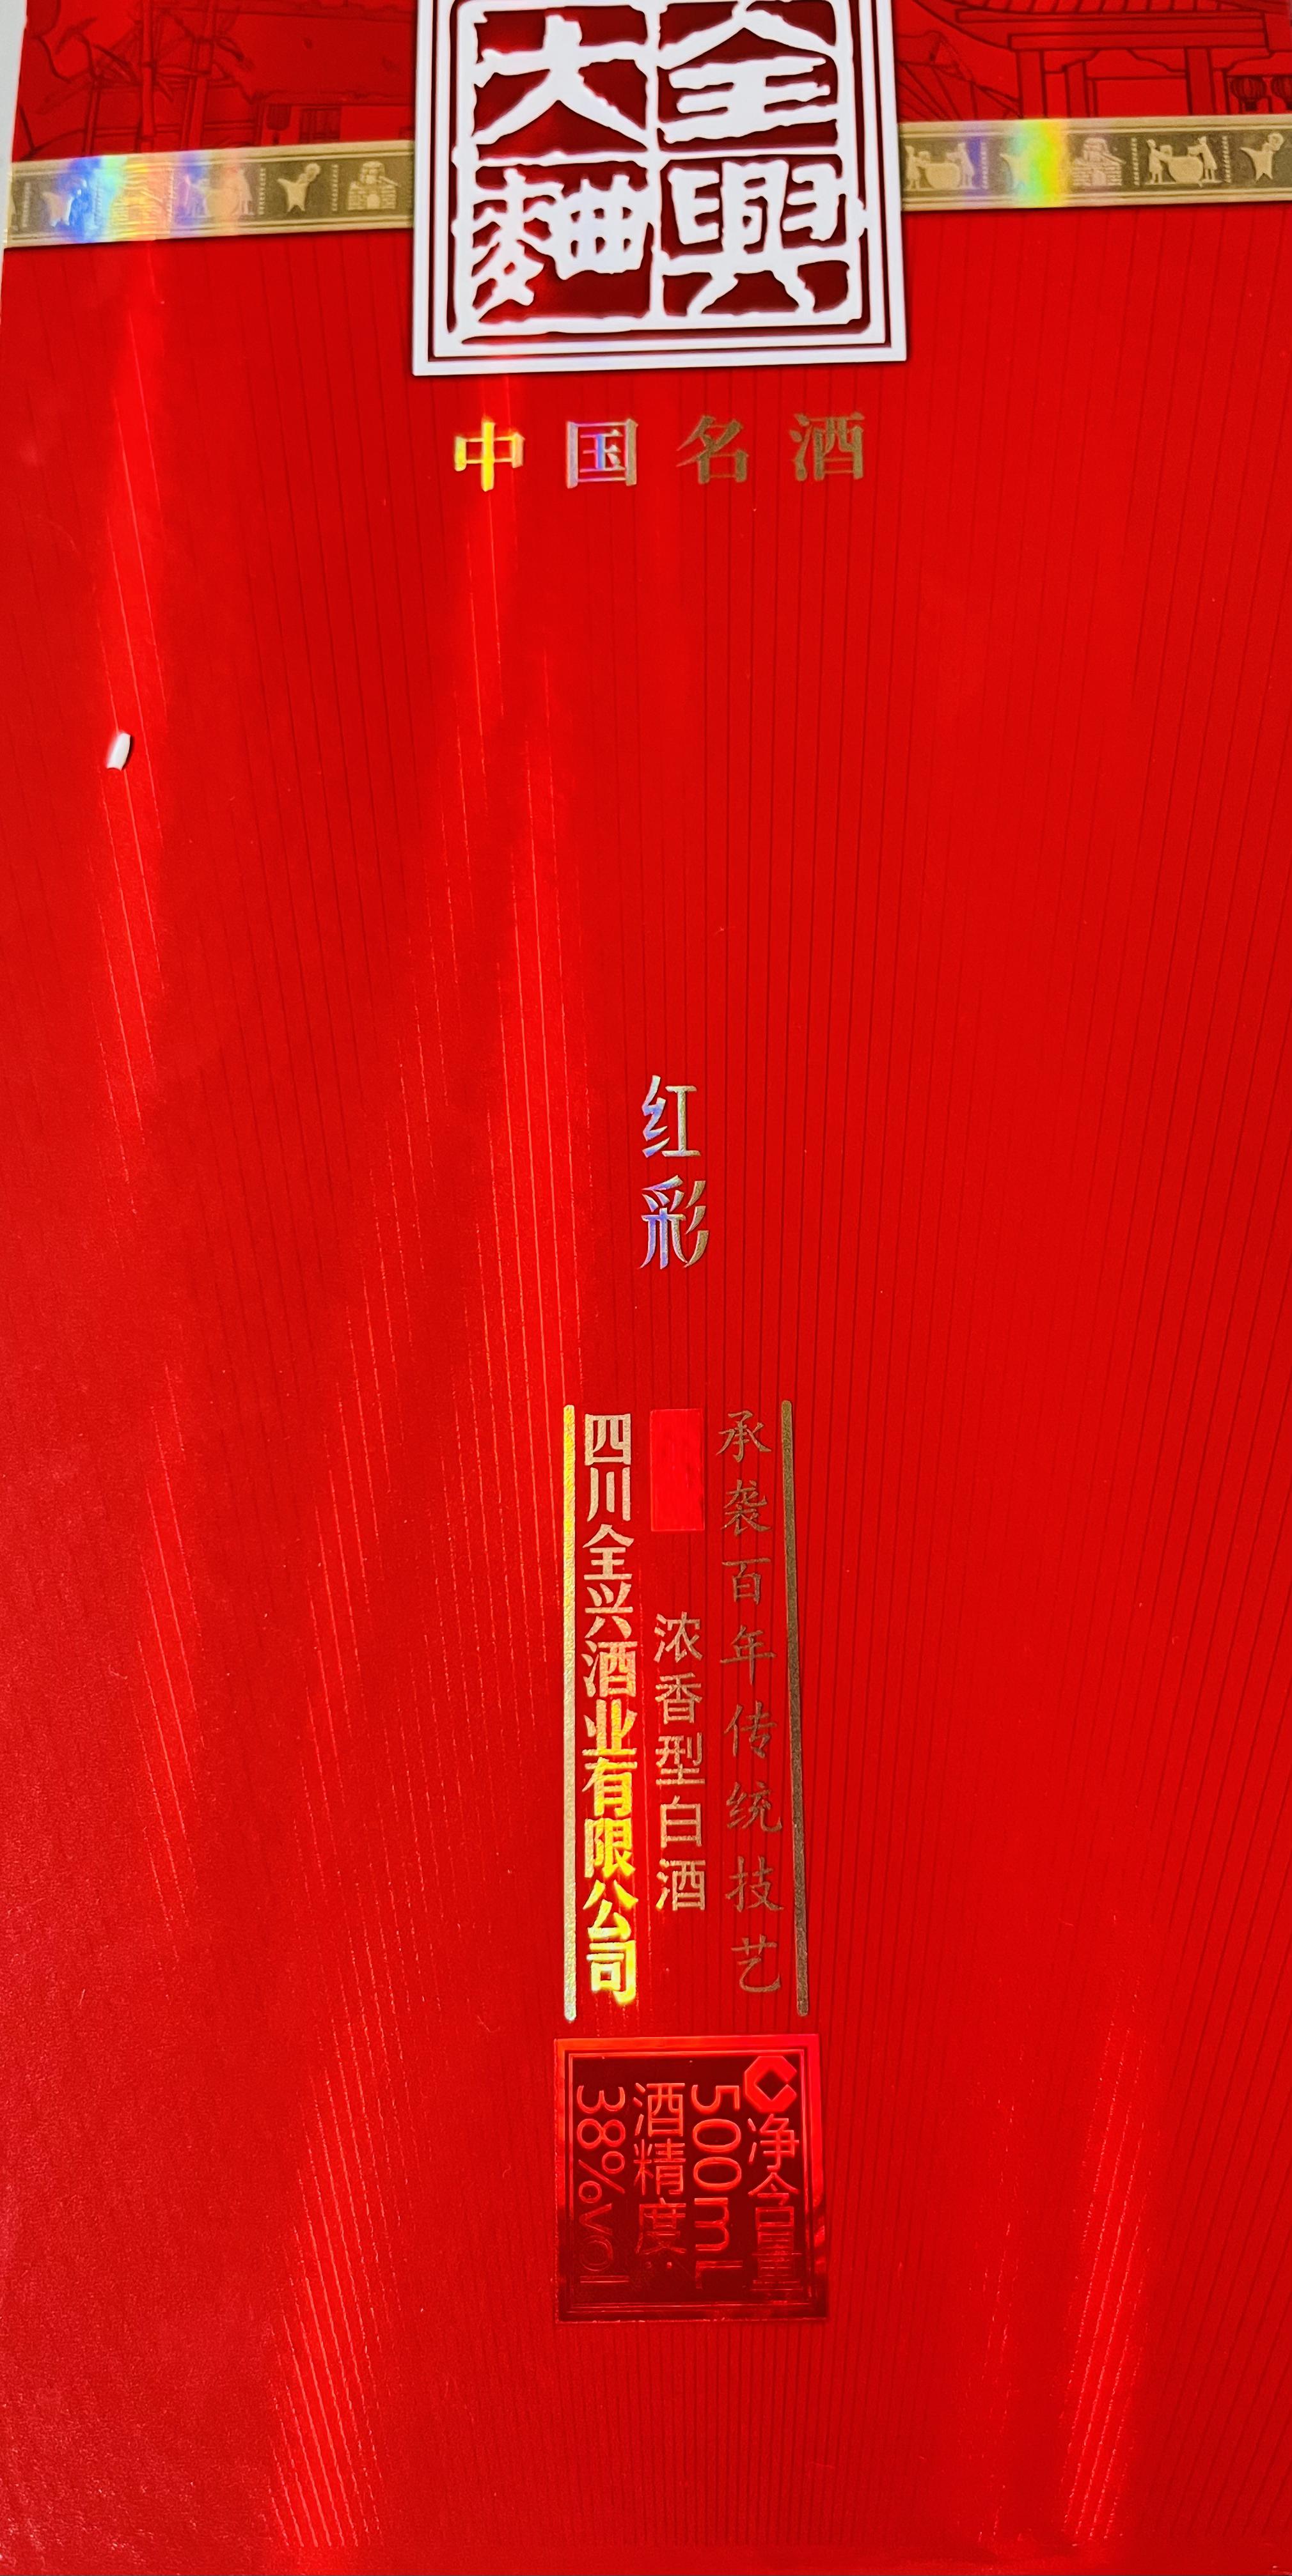 全興
大麯
中国名酒
红彩
承袭百年传统技艺
浓香型白酒
四川全兴酒业有限公司
净含量
500mL
酒精度:
38%vol